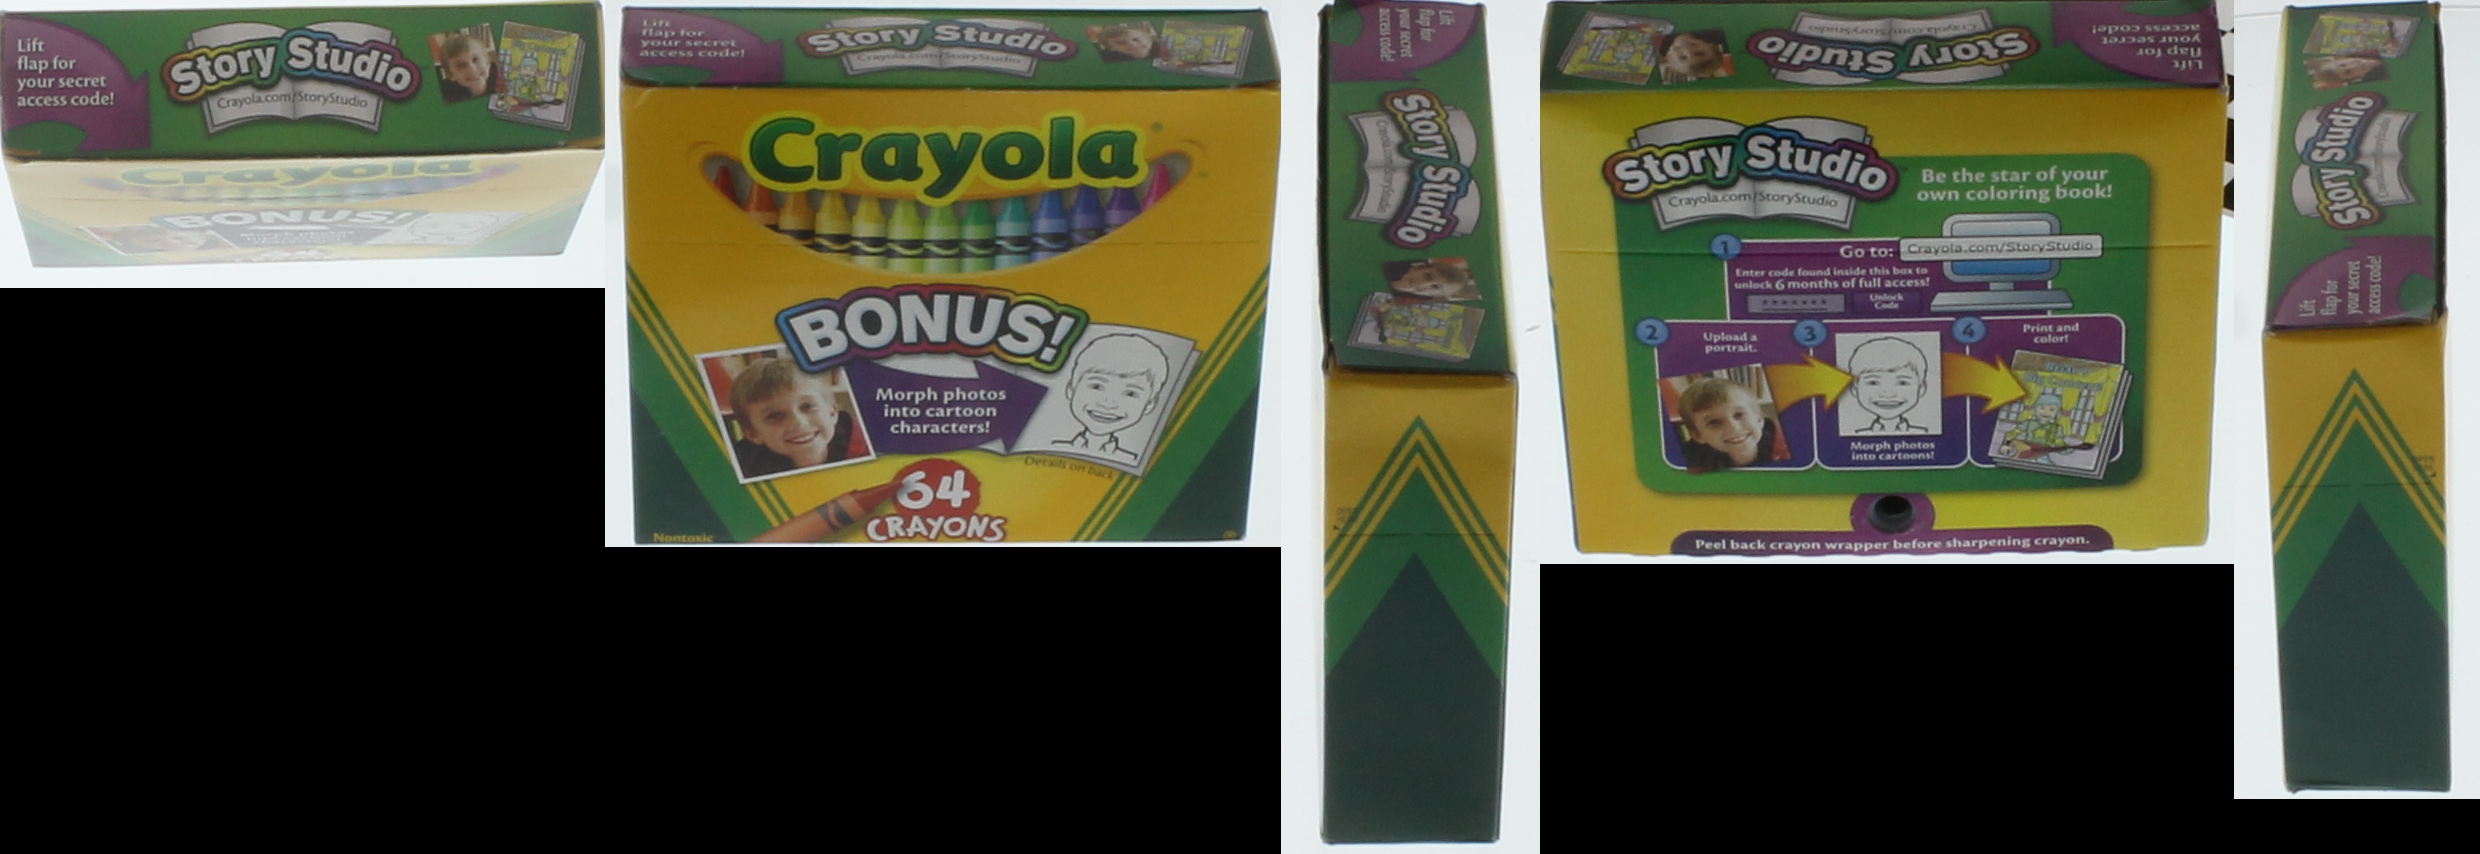 Lift
flap for
your secret
access code!
Story Studio
Crayola.com/StoryStudio
Crayola
BONUS!
Morph photos
Lift
flap for
your secret
access code!
Story Studio
Crayola.com/StoryStudio
Crayola
BONUS!
Morph photos
into cartoon
characters!
Details on back
64
CRAYONS
Nontoxic
Lift
flap for
your secret
access code!
Story Studio
Crayola.com/StoryStudio
Lift
flap for
your secret
access code!
Story Studio
Crayola.com/StoryStudio
Story Studio
Crayola.com/StoryStudio
Be the star of your
own coloring book!
1
Go to: Crayola.com/StoryStudio
Enter code found inside this box to
unlock 6 months of full access!
*******
Unlock
Code
2
Upload a
portrait.
3
Morph photos
into cartoons!
4
Print and
color!
Peel back crayon wrapper before sharpening crayon.
Lift
flap for
your secret
access code!
Story Studio